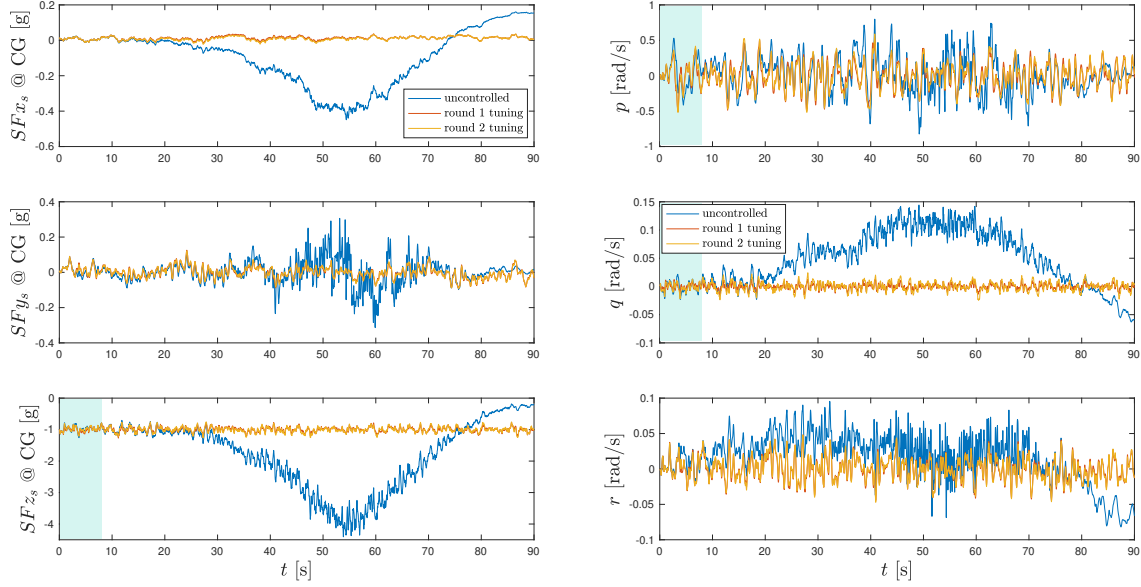 SFx_s @ CG [g]
0.2
0
-0.2
-0.4
-0.6
uncontrolled
round 1 tuning
round 2 tuning
0 10 20 30 40 50 60 70 80 90
p [rad/s]
1
0.5
0
-0.5
-1
0 10 20 30 40 50 60 70 80 90
SFy_s @ CG [g]
0.4
0.2
0
-0.2
-0.4
0 10 20 30 40 50 60 70 80 90
q [rad/s]
0.15
0.1
0.05
0
-0.05
-0.1
uncontrolled
round 1 tuning
round 2 tuning
0 10 20 30 40 50 60 70 80 90
SFz_s @ CG [g]
0
-1
-2
-3
-4
0 10 20 30 40 50 60 70 80 90
t [s]
r [rad/s]
0.1
0.05
0
-0.05
-0.1
0 10 20 30 40 50 60 70 80 90
t [s]